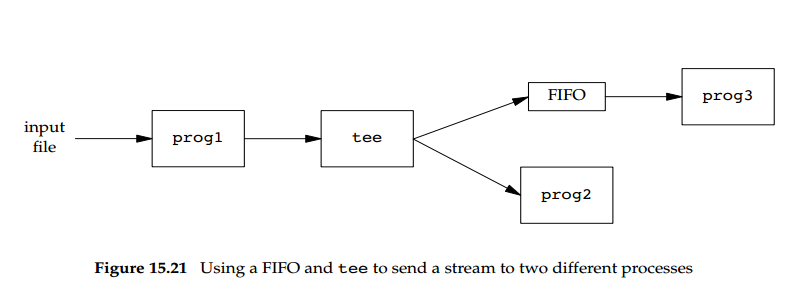 input
file
prog1
tee
FIFO
prog3
prog2
Figure 15.21 Using a FIFO and tee to send a stream to two different processes